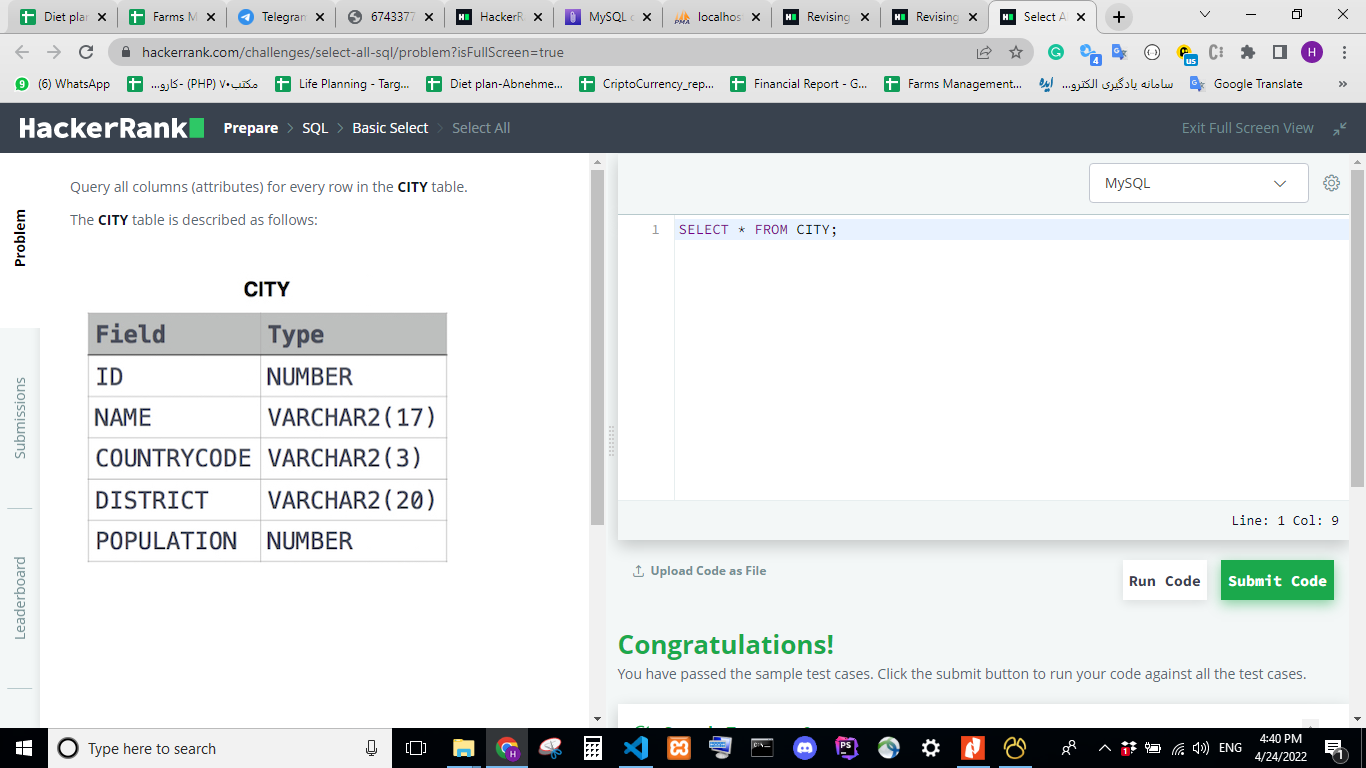 Diet plan
Farms M
Telegran
6743377
HackerR
MySQL c
localhos
Revising
Revising
Select A
hackerrank.com/challenges/select-all-sql/problem?isFullScreen=true
4
us
H
9
(6) WhatsApp
مکتب۷۰ (PHP) -کارو...
Life Planning - Targ...
Diet plan-Abnehme...
CriptoCurrency_rep...
Financial Report - G...
Farms Management...
سامانه یادگیری الکترو...
Google Translate
»
HackerRank
Prepare > SQL > Basic Select > Select All
Exit Full Screen View
Problem
Submissions
Leaderboard
Query all columns (attributes) for every row in the CITY table.
The CITY table is described as follows:
CITY
Field Type
ID NUMBER
NAME VARCHAR2(17)
COUNTRYCODE VARCHAR2(3)
DISTRICT VARCHAR2(20)
POPULATION NUMBER
MySQL
1 SELECT * FROM CITY;
Line: 1 Col: 9
Upload Code as File
Run Code
Submit Code
Congratulations!
You have passed the sample test cases. Click the submit button to run your code against all the test cases.
Type here to search
H
PS
1
ENG
4:40 PM
4/24/2022
1